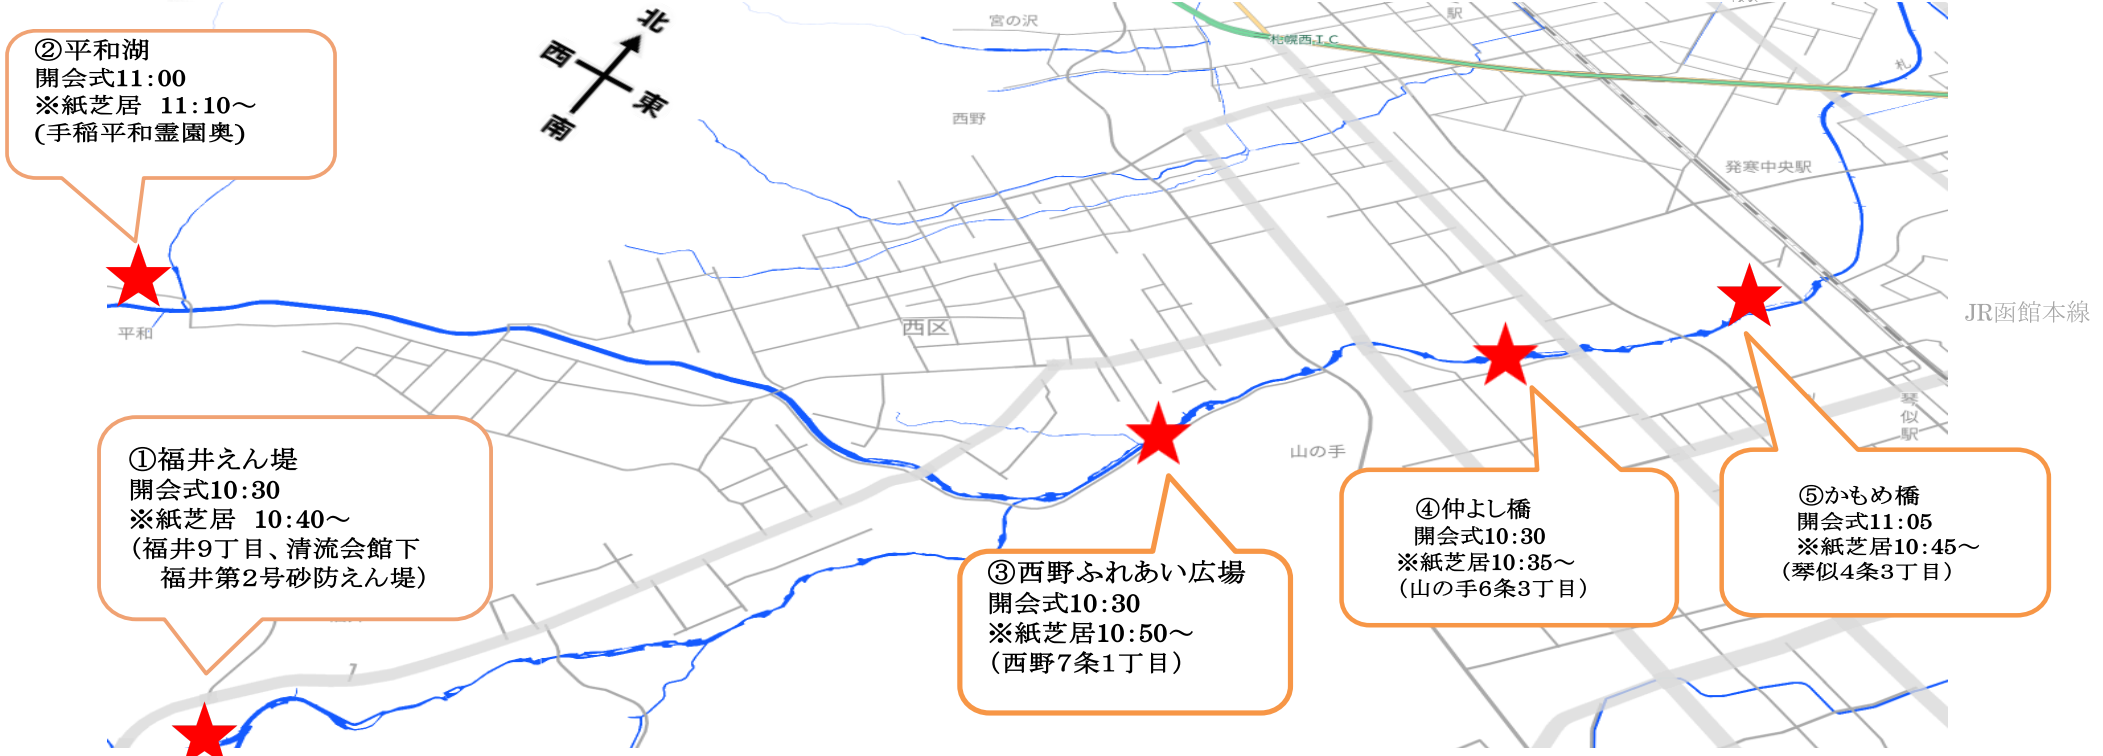 ②平和湖
開会式11:00
※紙芝居 11:10~
(手稲平和霊園奥)
北
西
東
南
宮の沢
駅
札幌西I.C
札
西野
発寒中央駅
平和
西区
JR函館本線
琴似駅
山の手
①福井えん堤
開会式10:30
※紙芝居 10:40~
(福井9丁目、清流会館下
福井第2号砂防えん堤)
③西野ふれあい広場
開会式10:30
※紙芝居10:50~
(西野7条1丁目)
④仲よし橋
開会式10:30
※紙芝居10:35~
(山の手6条3丁目)
⑤かもめ橋
開会式11:05
※紙芝居10:45~
(琴似4条3丁目)